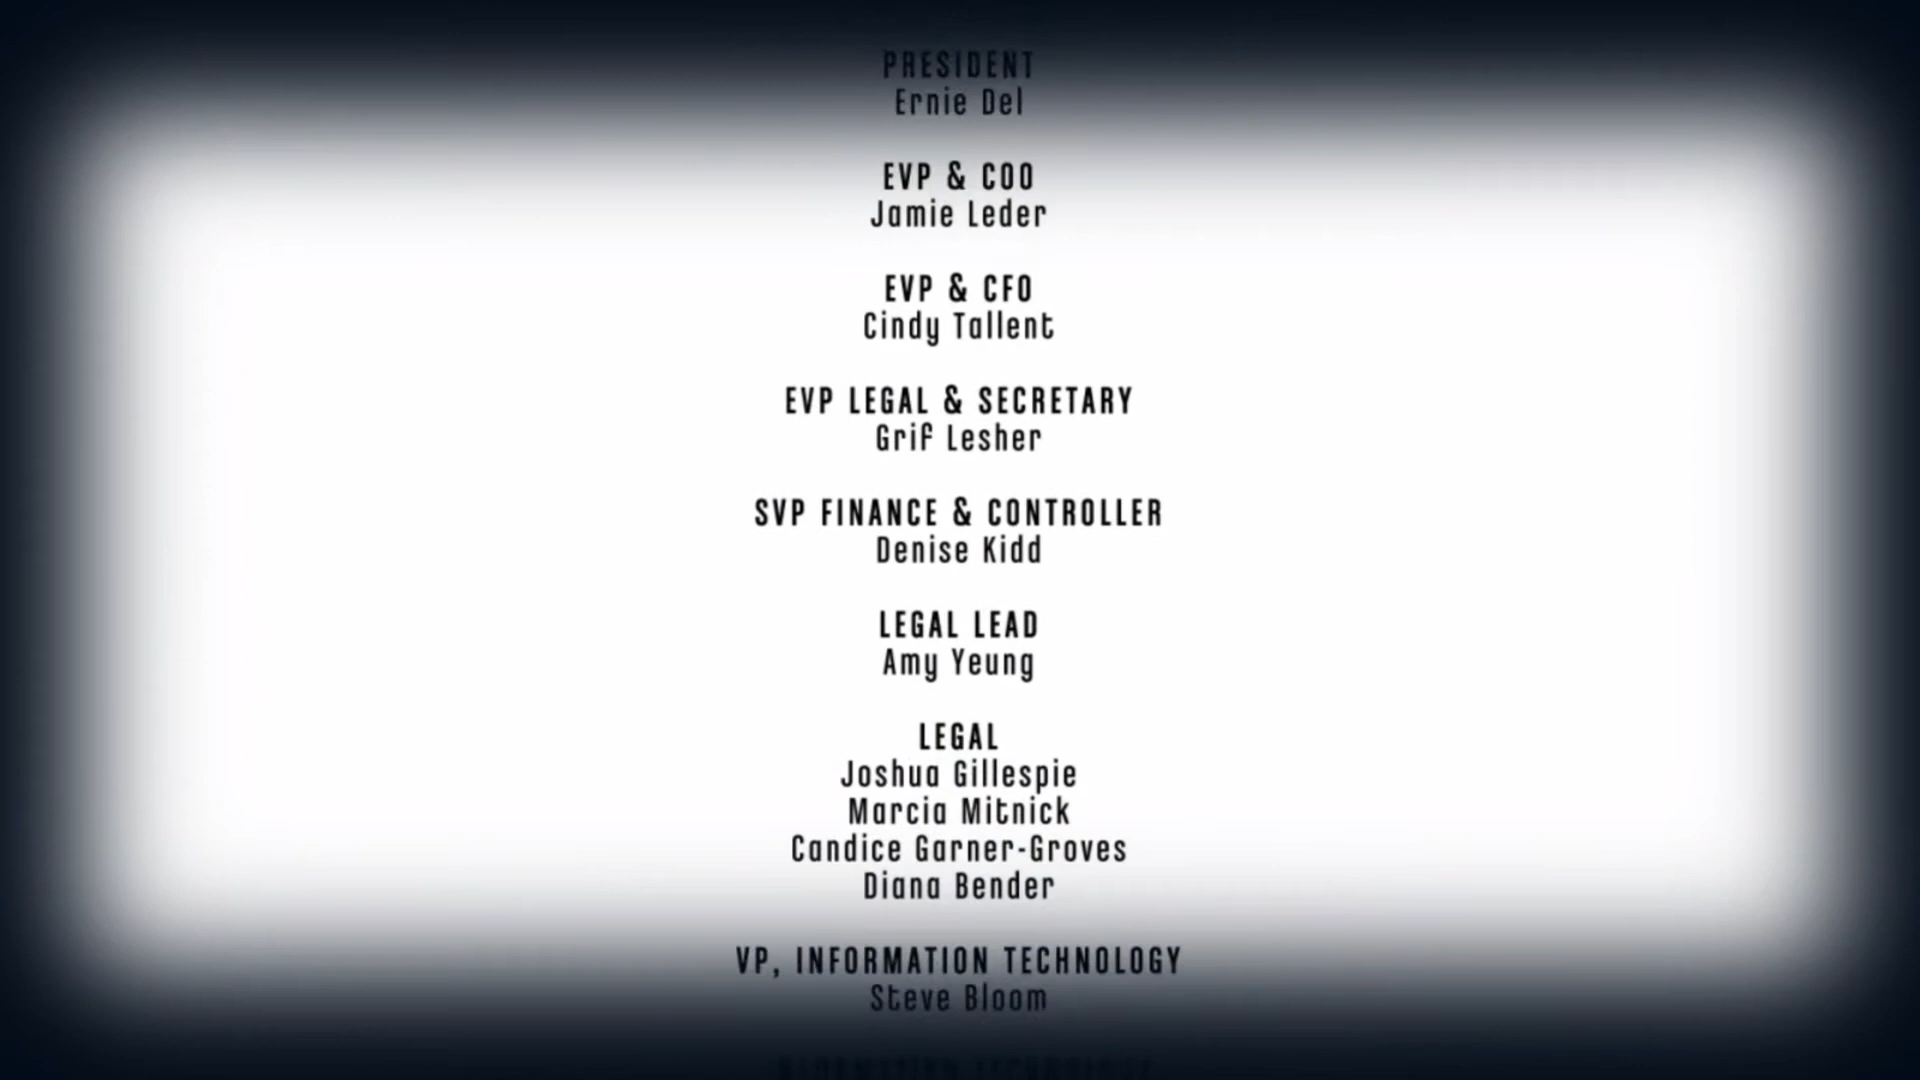 PRESIDENT
Ernie Del
EVP & COO
Jamie Leder
EVP & CFO
Cindy Tallent
EVP LEGAL & SECRETARY
Grif Lesher
SVP FINANCE & CONTROLLER
Denise Kidd
LEGAL LEAD
Amy Yeung
LEGAL
Joshua Gillespie
Marcia Mitnick
Candice Garner-Groves
Diana Bender
VP, INFORMATION TECHNOLOGY
Steve Bloom
INFORMATION TECHNOLOGY